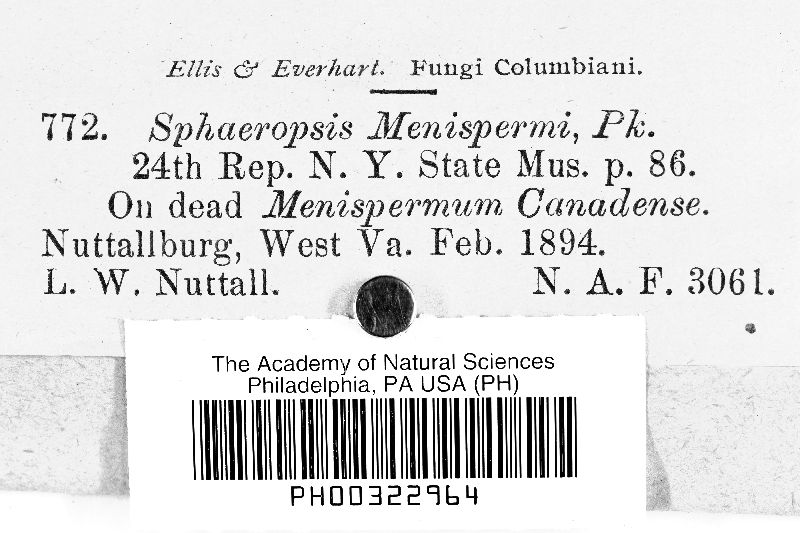 Ellis & Everhart. Fungi Columbiani.
772. Sphaeropsis Menispermi, Pk.
24th Rep. N. Y. State Mus. p. 86.
On dead Menispermum Canadense.
Nuttallburg, West Va. Feb. 1894.
L. W. Nuttall. N. A. F. 3061.
The Academy of Natural Sciences
Philadelphia, PA USA (PH)
PH00322964